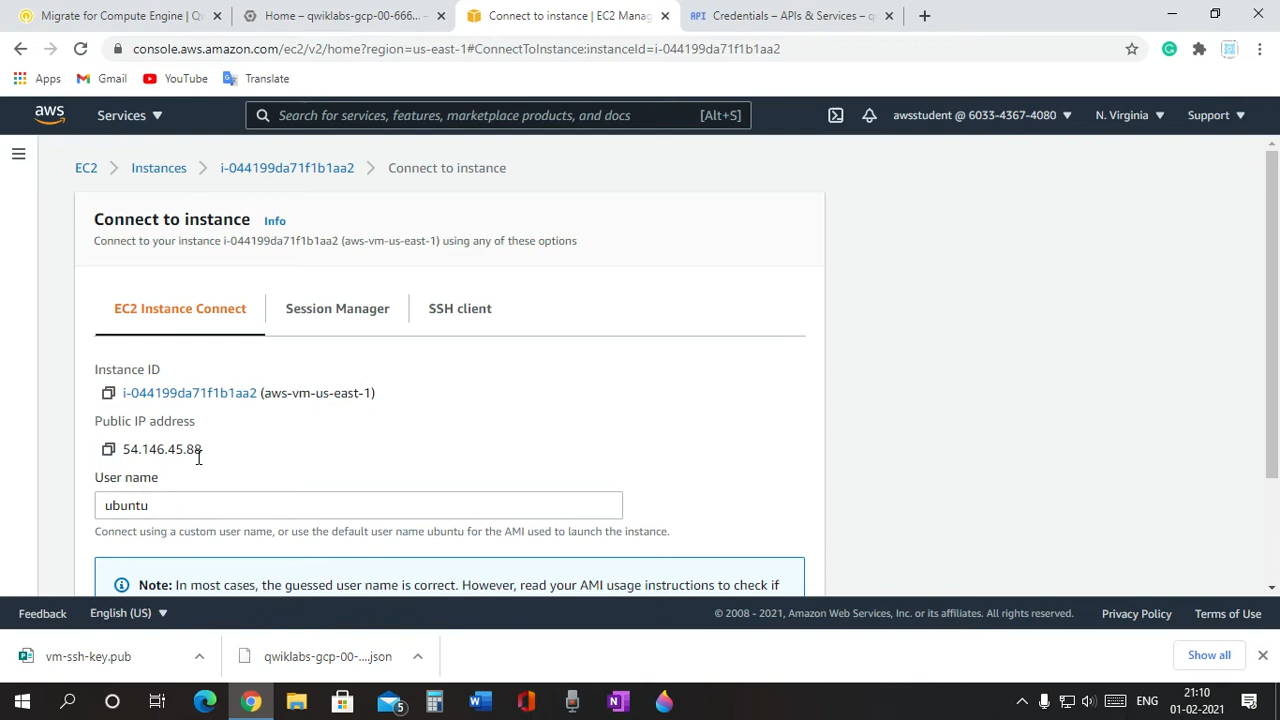 Migrate for Compute Engine | Qw
Home – qwiklabs-gcp-00-666...
Connect to instance | EC2 Manag
API
Credentials – APIs & Services – q
console.aws.amazon.com/ec2/v2/home?region=us-east-1#ConnectToInstance:instanceId=i-044199da71f1b1aa2
Apps
Gmail
YouTube
Translate
aws
Services
Search for services, features, marketplace products, and docs
[Alt+S]
awsstudent @ 6033-4367-4080
N. Virginia
Support
EC2
Instances
i-044199da71f1b1aa2
Connect to instance
Connect to instance Info
Connect to your instance i-044199da71f1b1aa2 (aws-vm-us-east-1) using any of these options
EC2 Instance Connect
Session Manager
SSH client
Instance ID
i-044199da71f1b1aa2 (aws-vm-us-east-1)
Public IP address
54.146.45.88
User name
ubuntu
Connect using a custom user name, or use the default user name ubuntu for the AMI used to launch the instance.
Note: In most cases, the guessed user name is correct. However, read your AMI usage instructions to check if
Feedback
English (US)
© 2008 - 2021, Amazon Web Services, Inc. or its affiliates. All rights reserved.
Privacy Policy
Terms of Use
vm-ssh-key.pub
qwiklabs-gcp-00-....json
Show all
5
ENG
21:10
01-02-2021